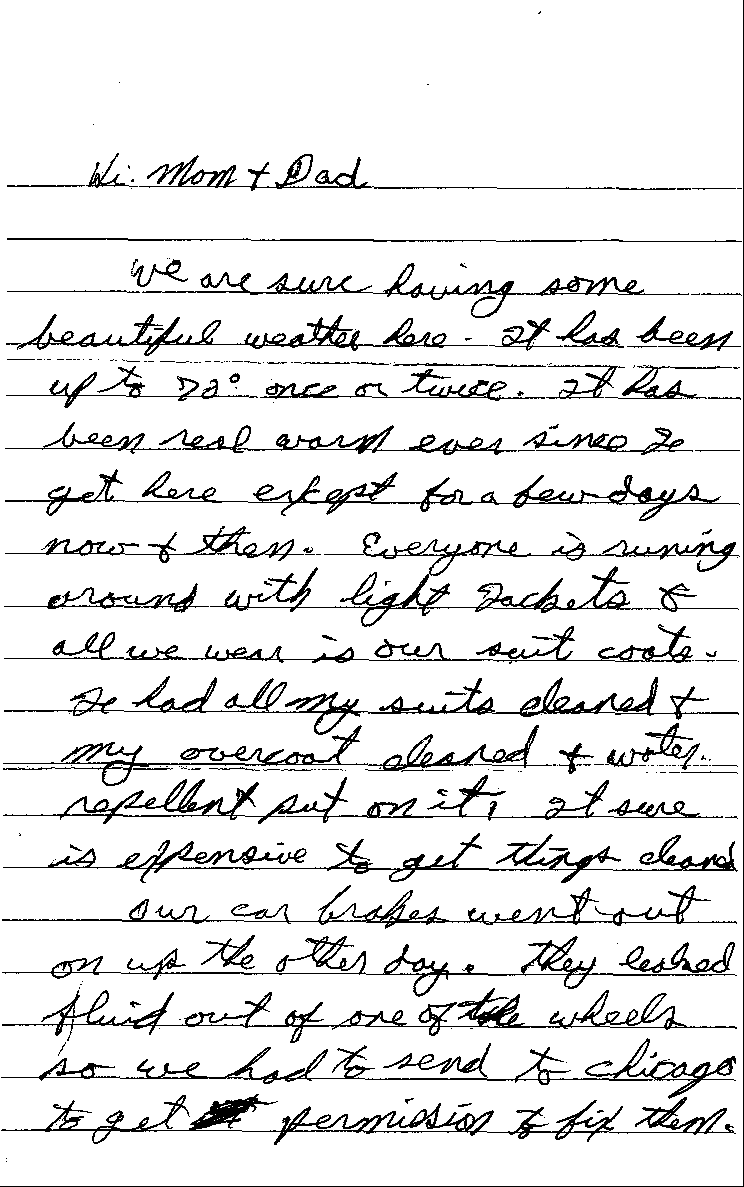 Hi. Mom + Dad
We are sure having some
beautiful weather here. It has been
up to 72° once or twice. It has
been real warm ever since I
get here exkept for a few days
now + then. Everyone is runing
around with light Jackets &
all we wear is our suit coats.
I had all my suits cleaned +
my overcoat cleaned + water.
repellent put on it, It sure
is expensive to get things cleaned
our car brakes went out
on up the other day. they leaked
fluid out of one of the wheels
so we had to send to chicago
to get permission to fix them.